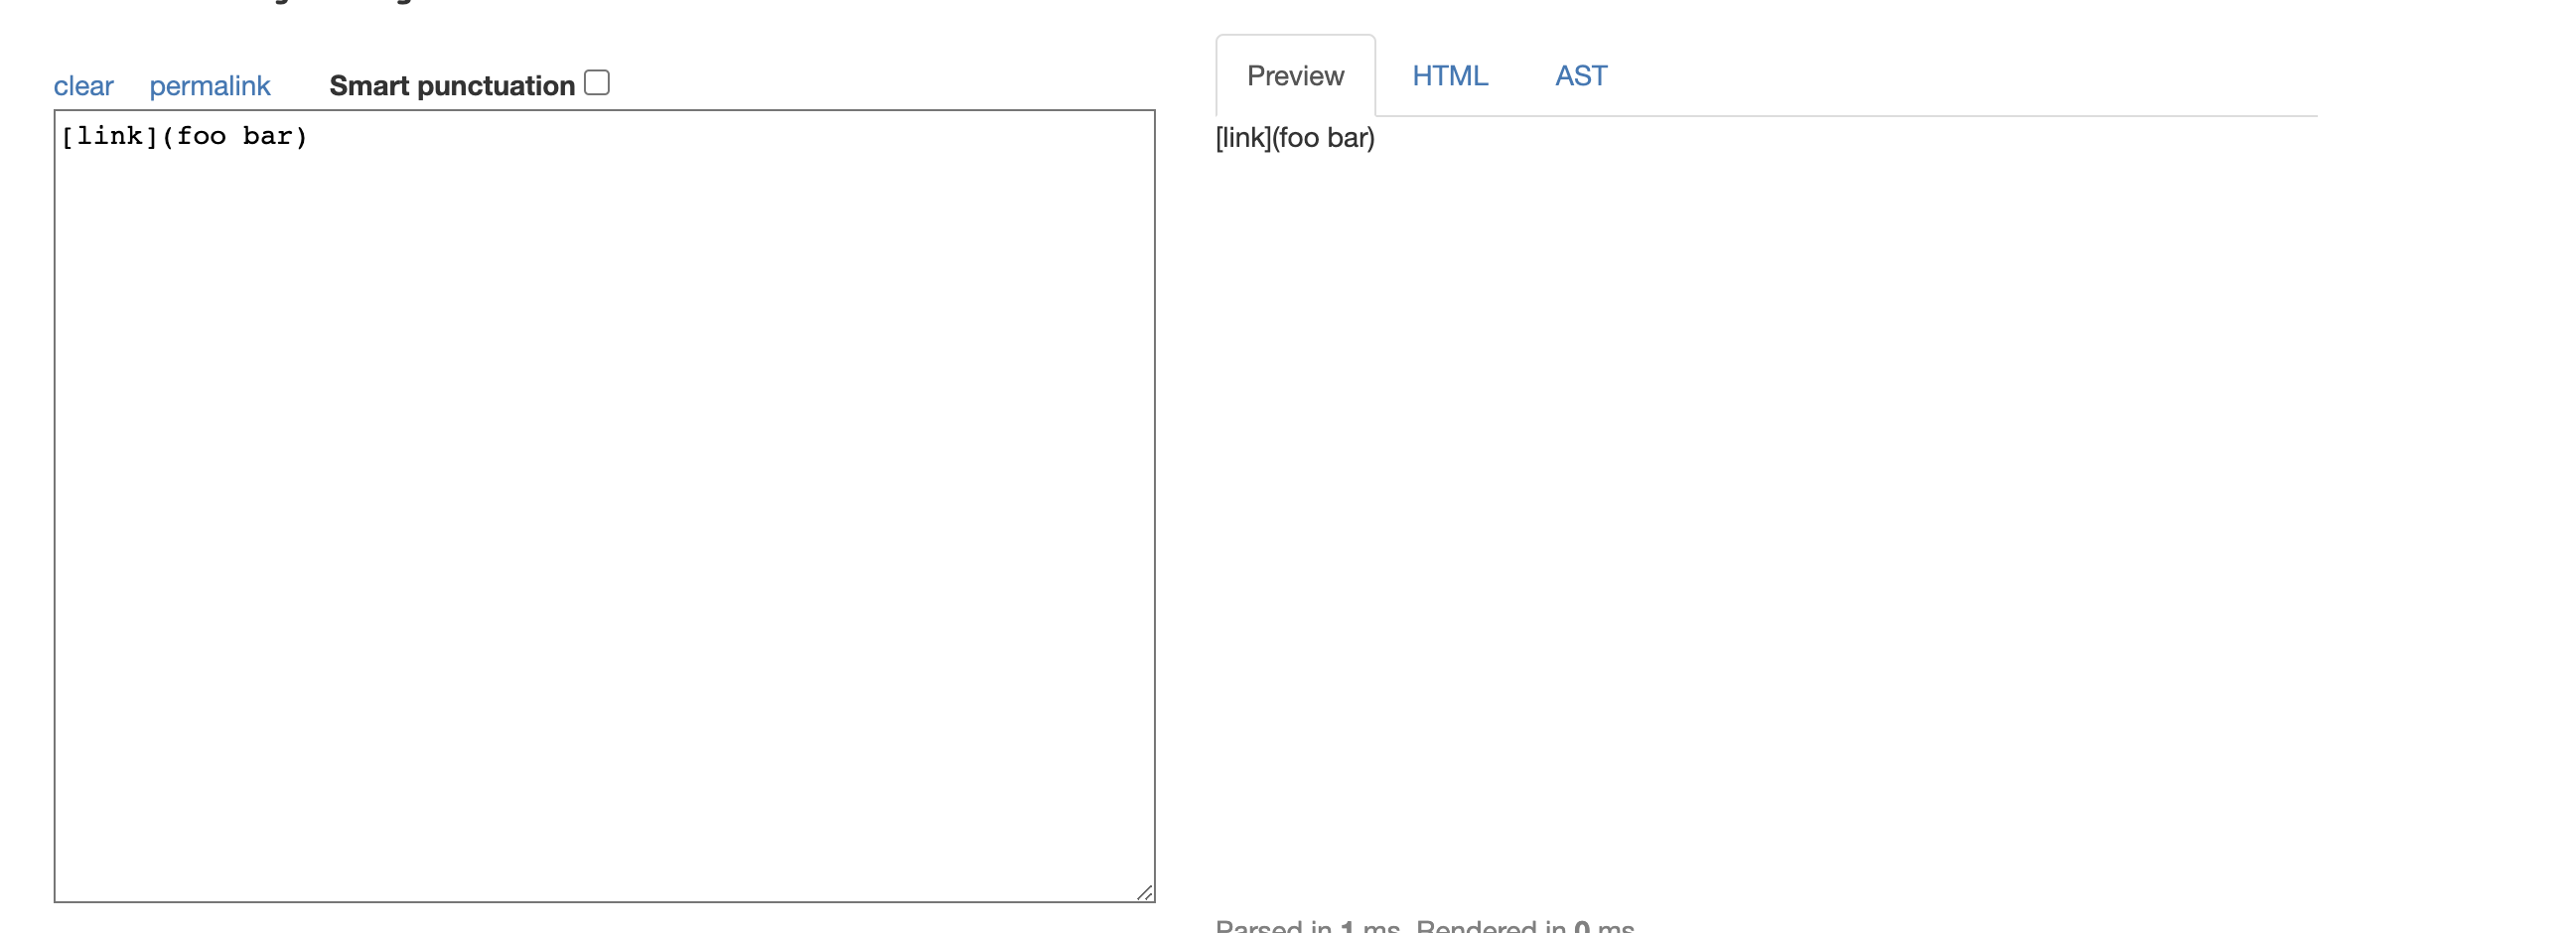 clear permalink Smart punctuation
[link](foo bar)
Preview HTML AST
[link](foo bar)
Parsed in 1 ms. Rendered in 0 ms.